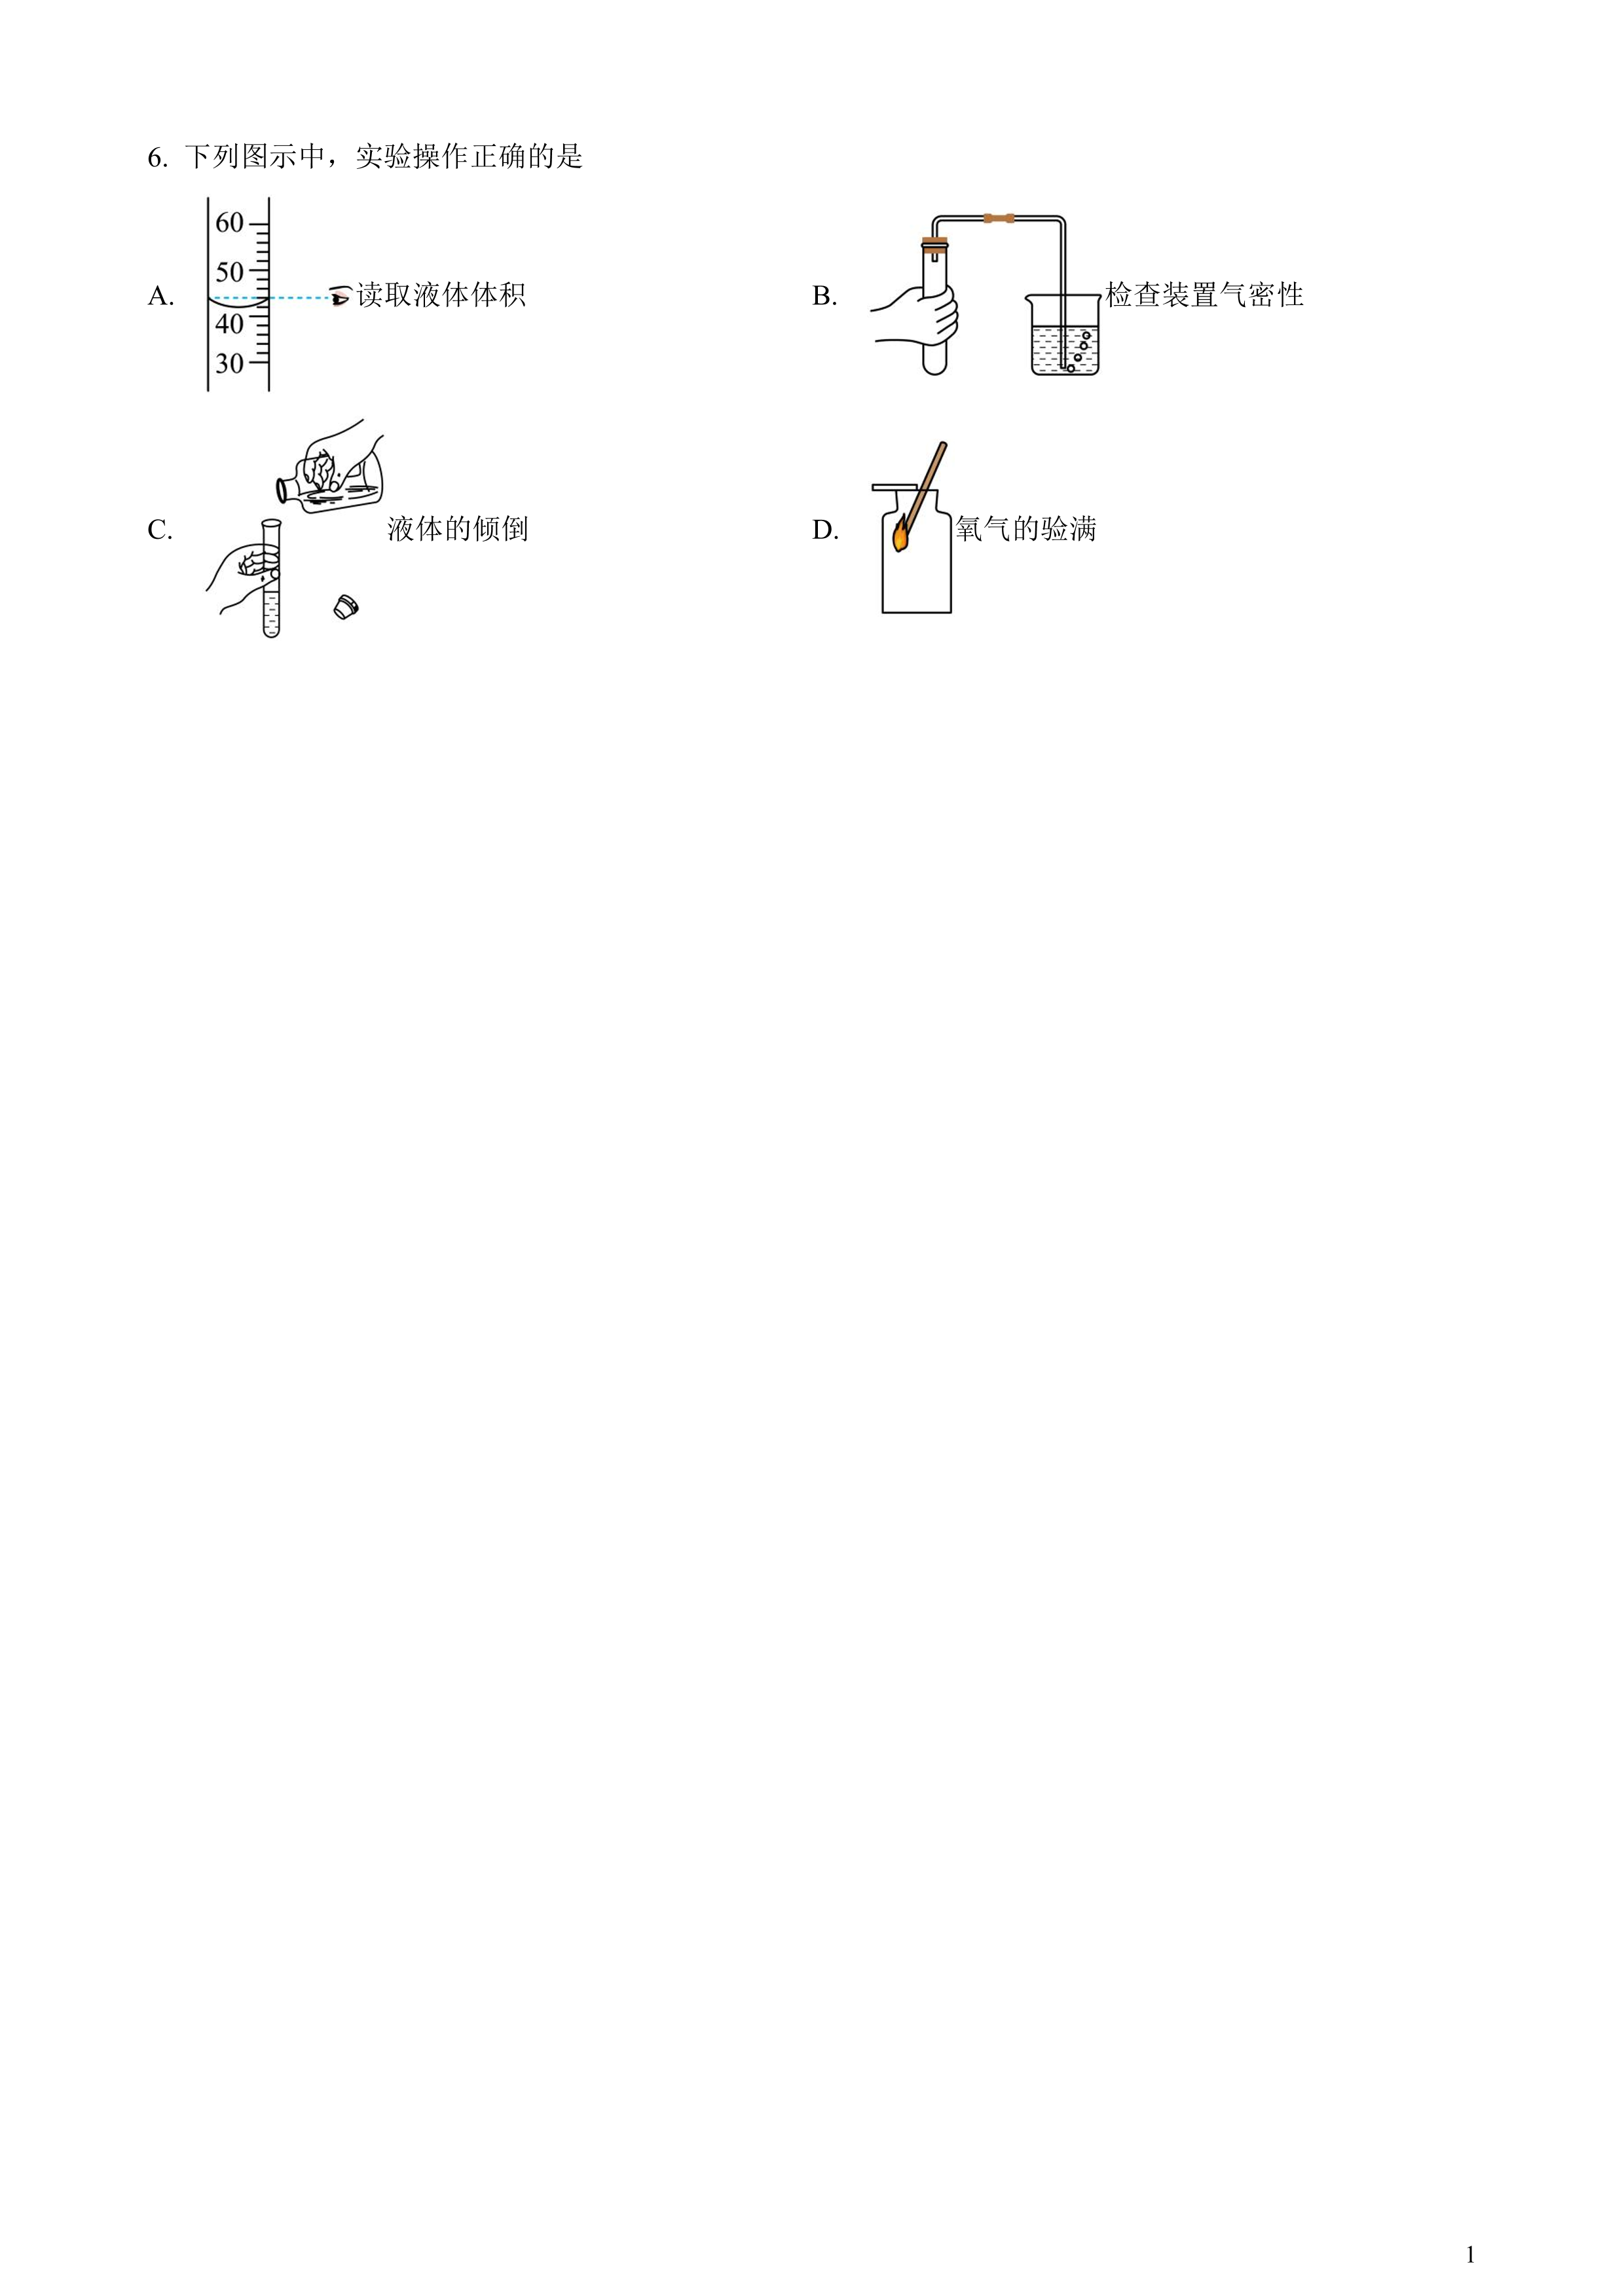 6. 下列图示中，实验操作正确的是
60
50
40
30
A. 读取液体体积
B. 检查装置气密性
C. 液体的倾倒
D. 氧气的验满
1